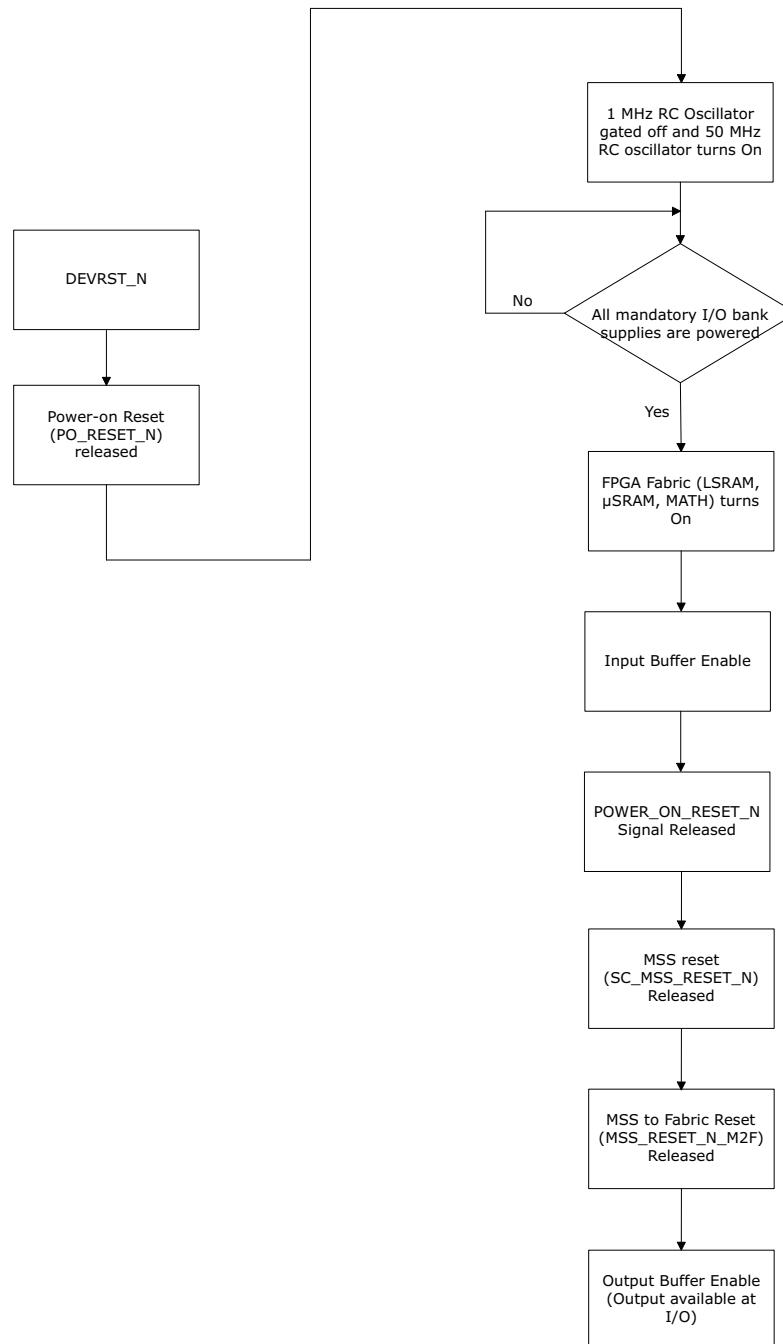 DEVRST_N
Power-on Reset
(PO_RESET_N)
released
1 MHz RC Oscillator
gated off and 50 MHz
RC oscillator turns On
All mandatory I/O bank
supplies are powered
No
Yes
FPGA Fabric (LSRAM,
µSRAM, MATH) turns
On
Input Buffer Enable
POWER_ON_RESET_N
Signal Released
MSS reset
(SC_MSS_RESET_N)
Released
MSS to Fabric Reset
(MSS_RESET_N_M2F)
Released
Output Buffer Enable
(Output available at
I/O)